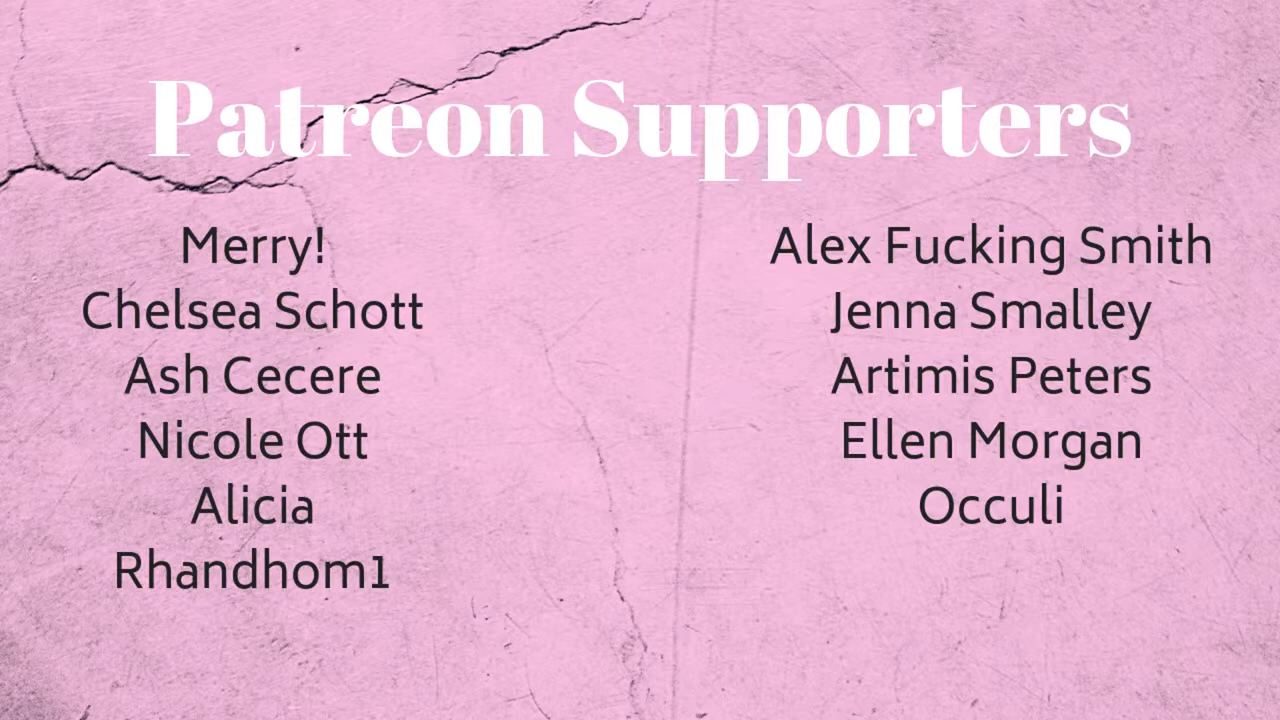 Patreon Supporters
Merry!
Chelsea Schott
Ash Cecere
Nicole Ott
Alicia
Rhandhom1
Alex Fucking Smith
Jenna Smalley
Artimis Peters
Ellen Morgan
Occuli